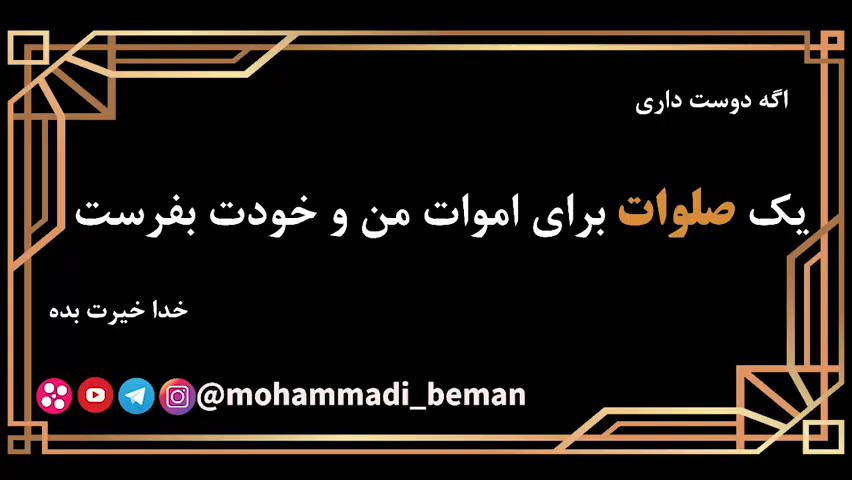 اگه دوست داری
یک صلوات برای اموات من و خودت بفرست
خدا خیرت بده
@mohammadi_beman